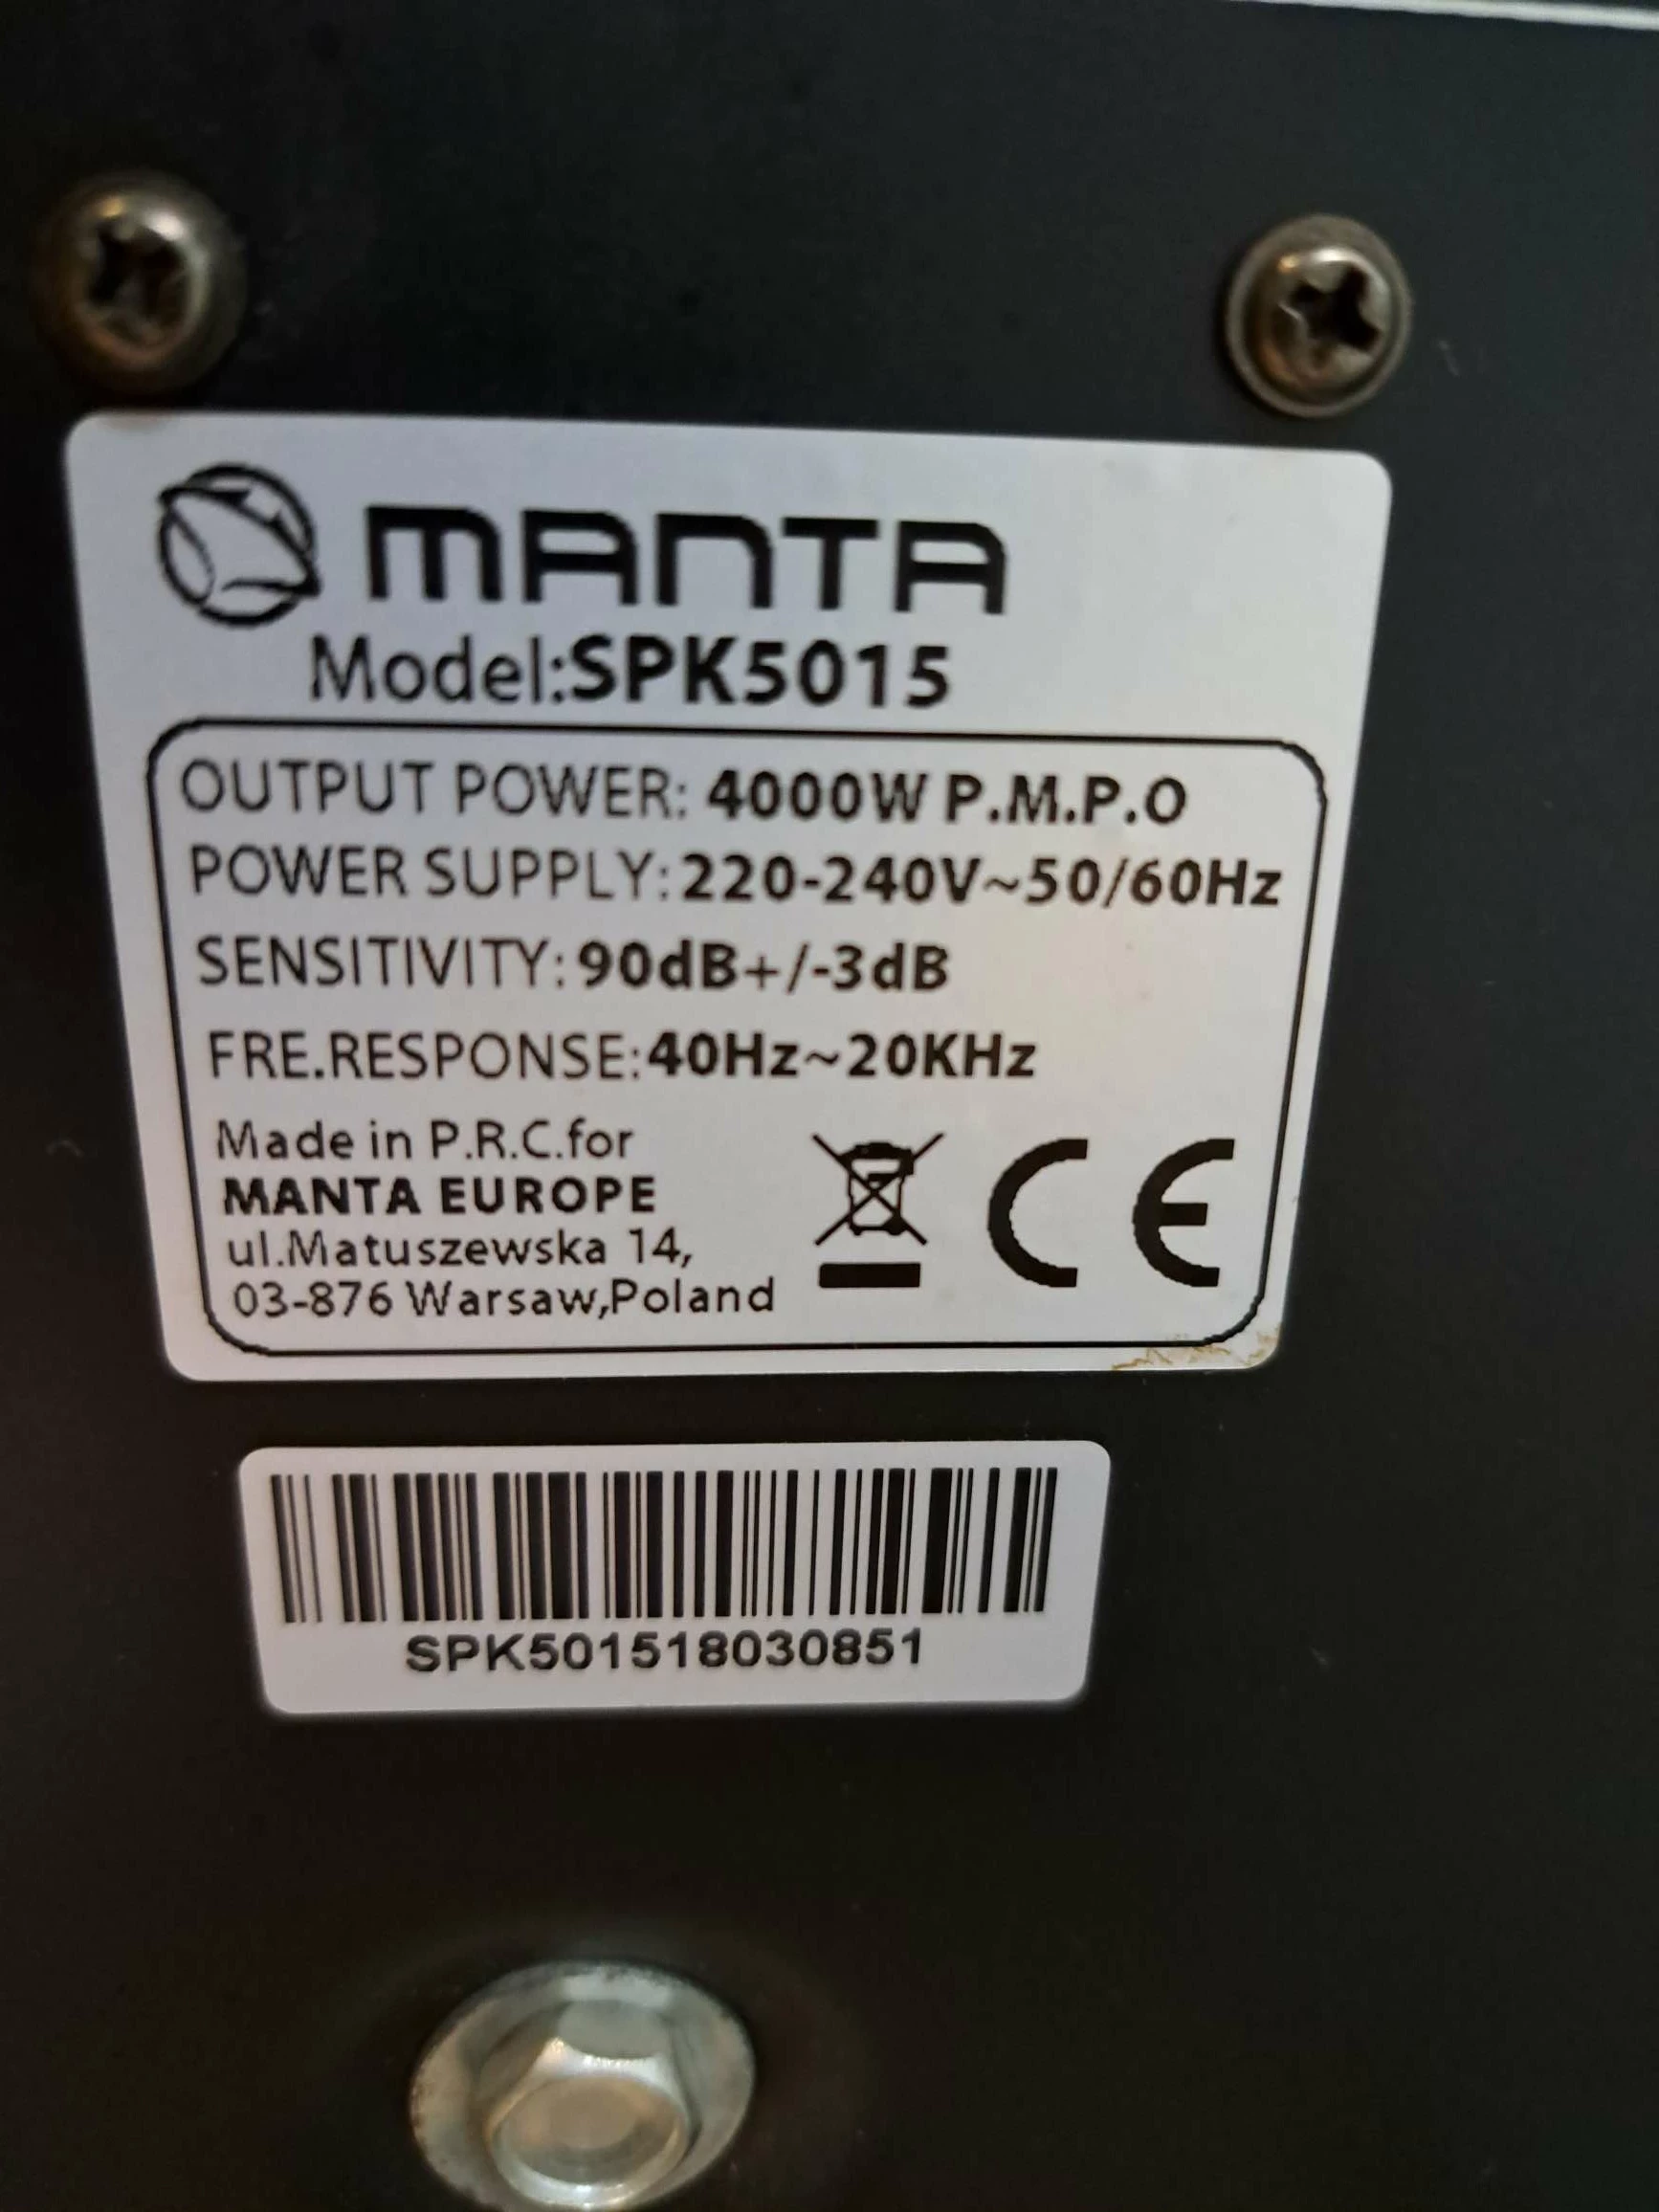 MANTA
Model:SPK5015
OUTPUT POWER: 4000W P.M.P.O
POWER SUPPLY: 220-240V~50/60Hz
SENSITIVITY: 90dB+/-3dB
FRE.RESPONSE:40Hz~20KHz
Made in P.R.C.for
MANTA EUROPE
ul.Matuszewska 14,
03-876 Warsaw,Poland
CE
SPK501518030851